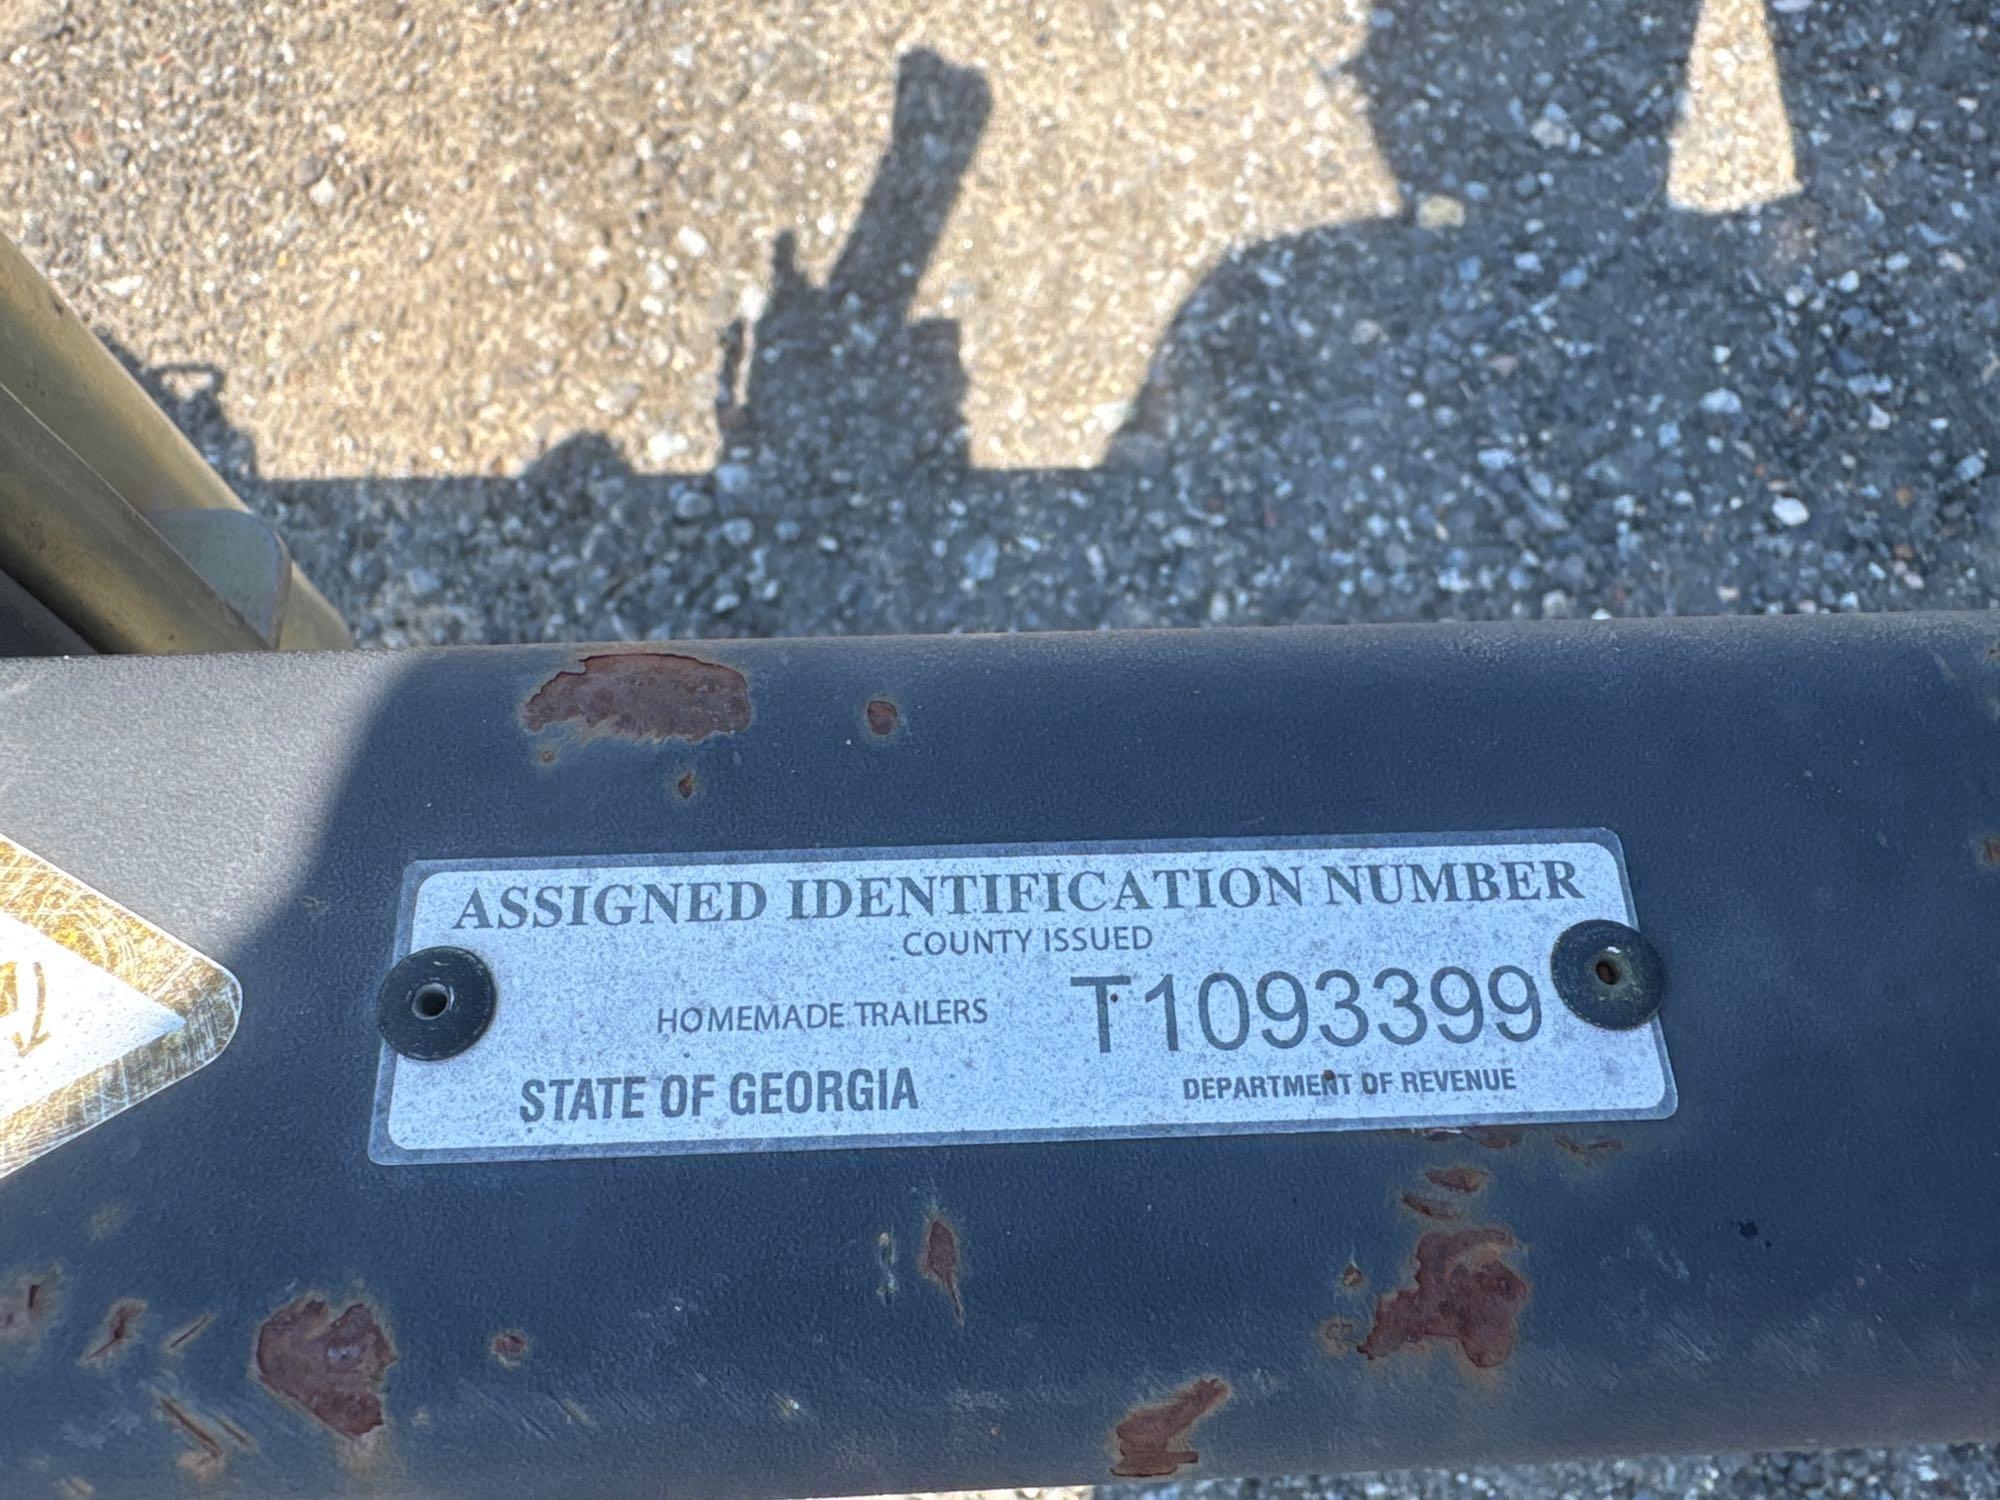 ASSIGNED IDENTIFICATION NUMBER
COUNTY ISSUED
HOMEMADE TRAILERS T1093399
STATE OF GEORGIA DEPARTMENT OF REVENUE